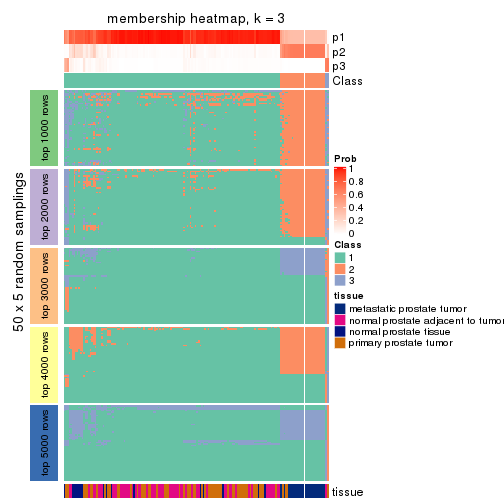 membership heatmap, k = 3
p1
p2
p3
Class
50 x 5 random samplings
top 1000 rows
top 2000 rows
top 3000 rows
top 4000 rows
top 5000 rows
Prob
1
0.8
0.6
0.4
0.2
0
Class
1
2
3
tissue
metastatic prostate tumor
normal prostate adjacent to tumor
normal prostate tissue
primary prostate tumor
tissue